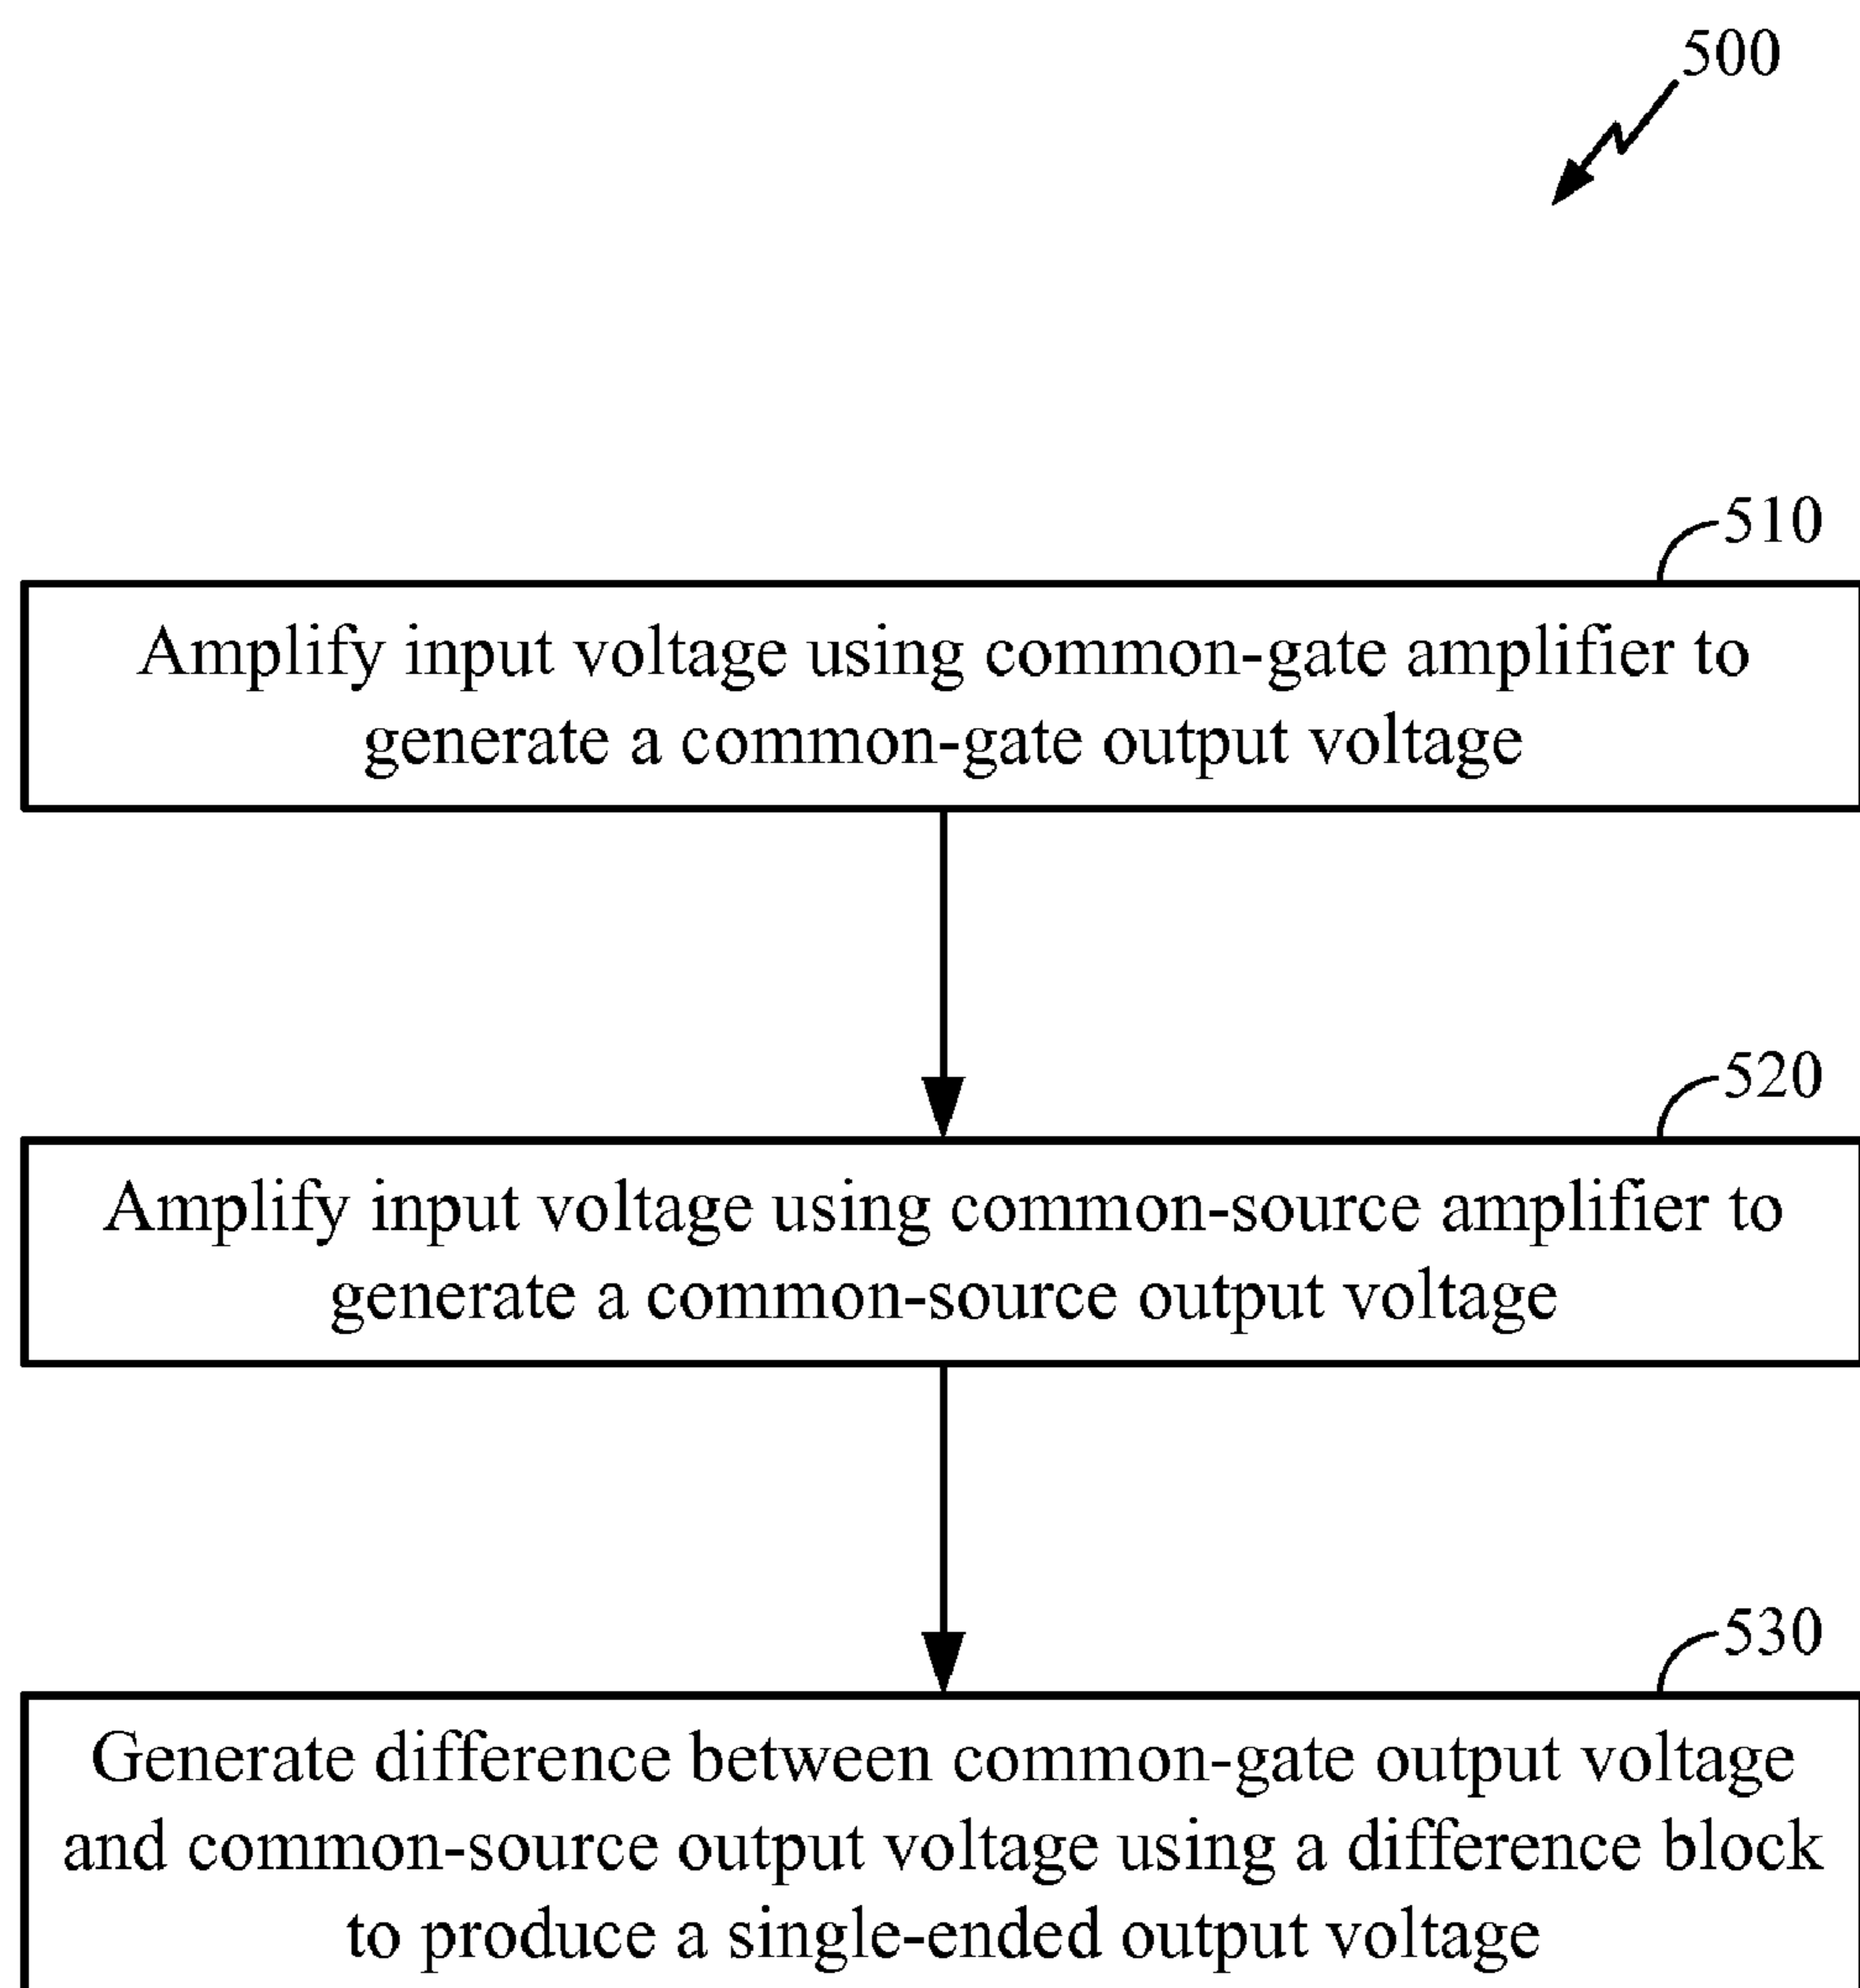 500
510
Amplify input voltage using common-gate amplifier to
generate a common-gate output voltage
520
Amplify input voltage using common-source amplifier to
generate a common-source output voltage
530
Generate difference between common-gate output voltage
and common-source output voltage using a difference block
to produce a single-ended output voltage